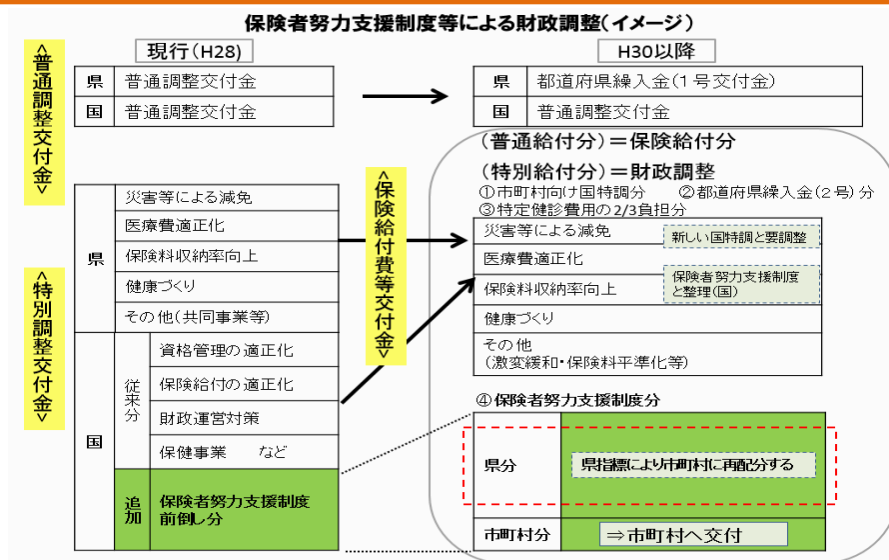 保険者努力支援制度等による財政調整(イメージ)
現行(H28)
H30以降
<普通調整交付金>
県 普通調整交付金
国 普通調整交付金
県 都道府県繰入金(1号交付金)
国 普通調整交付金
(普通給付分)=保険給付分
(特別給付分)=財政調整
①市町村向け国特調分 ②都道府県繰入金(2号)分
③特定健診費用の2/3負担分
<特別調整交付金>
県
災害等による減免
医療費適正化
保険料収納率向上
健康づくり
その他(共同事業等)
国
従来分
資格管理の適正化
保険給付の適正化
財政運営対策
保健事業 など
追加
保険者努力支援制度
前倒し分
<保険給付費等交付金>
災害等による減免
新しい国特調と要調整
医療費適正化
保険料収納率向上
保険者努力支援制度
と整理(国)
健康づくり
その他
(激変緩和・保険料平準化等)
④保険者努力支援制度分
県分
県指標により市町村に再配分する
市町村分
⇒市町村へ交付